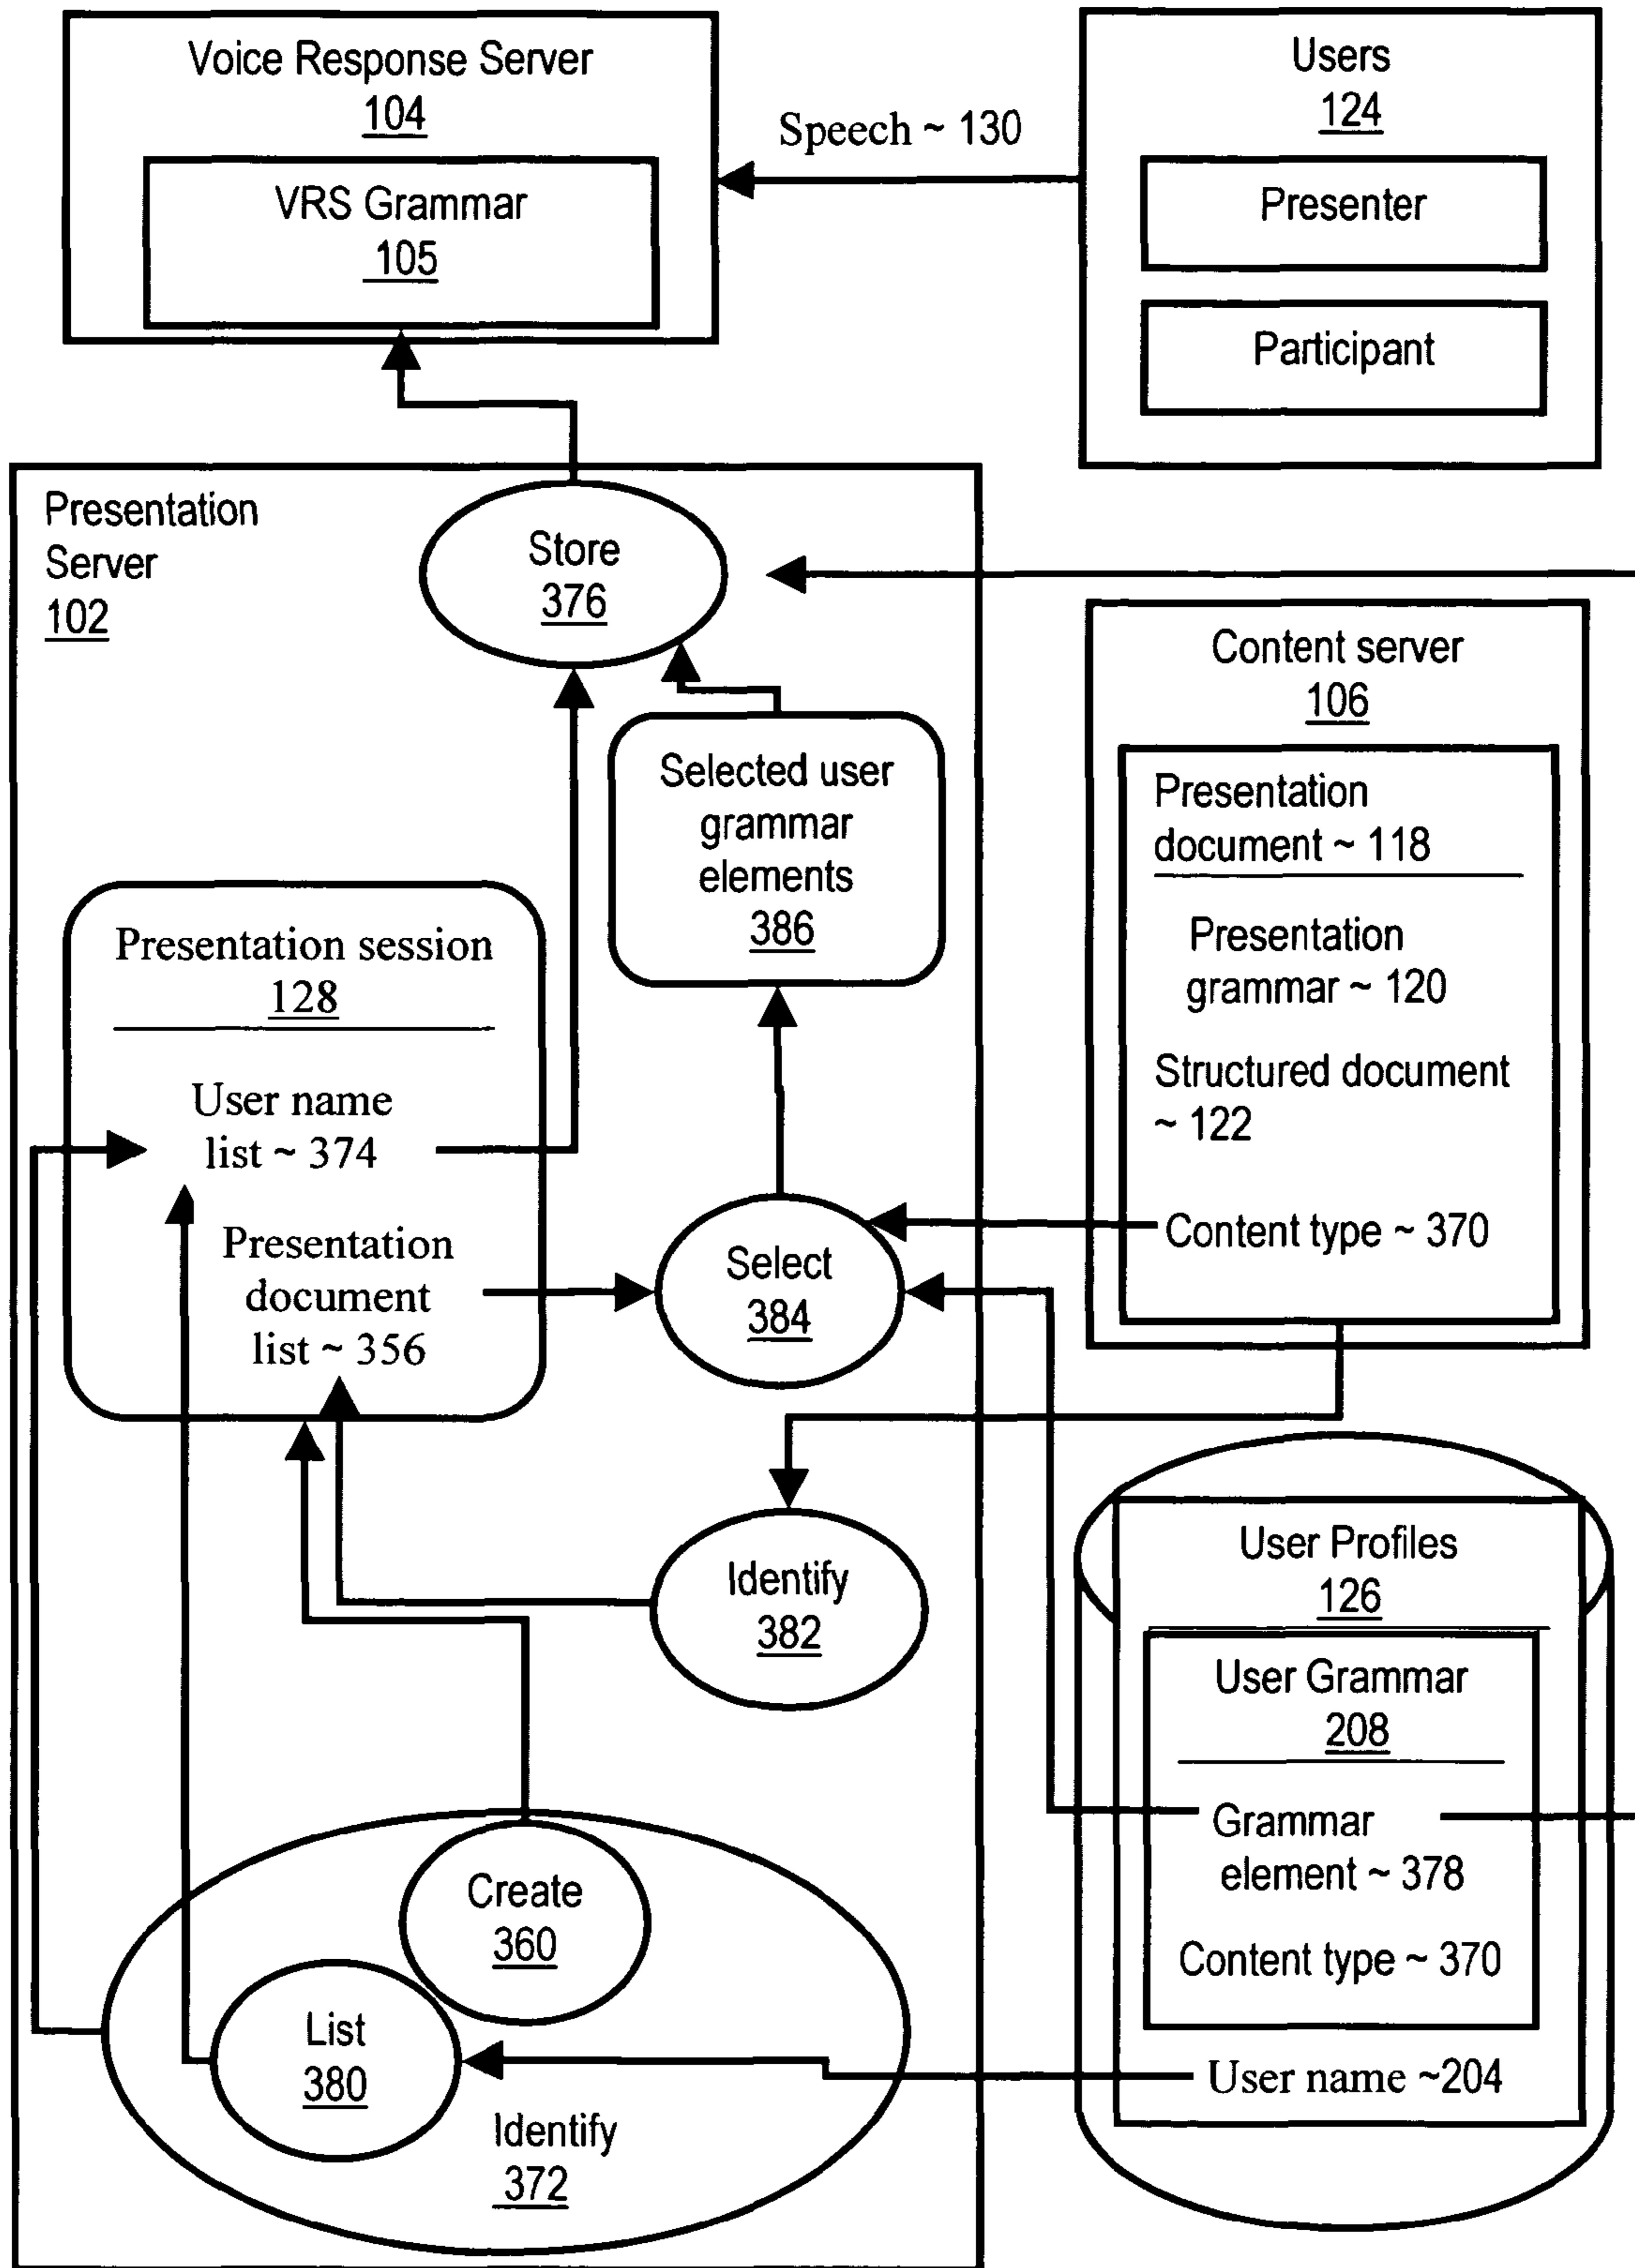 Voice Response Server
104
VRS Grammar
105
Speech ~ 130
Users
124
Presenter
Participant
Presentation
Server
102
Store
376
Selected user
grammar
elements
386
Content server
106
Presentation
document ~ 118
Presentation
grammar ~ 120
Structured document
~ 122
Content type ~ 370
Presentation session
128
User name
list ~ 374
Presentation
document
list ~ 356
Select
384
Identify
382
User Profiles
126
User Grammar
208
Grammar
element ~ 378
Content type ~ 370
User name ~204
Create
360
List
380
Identify
372